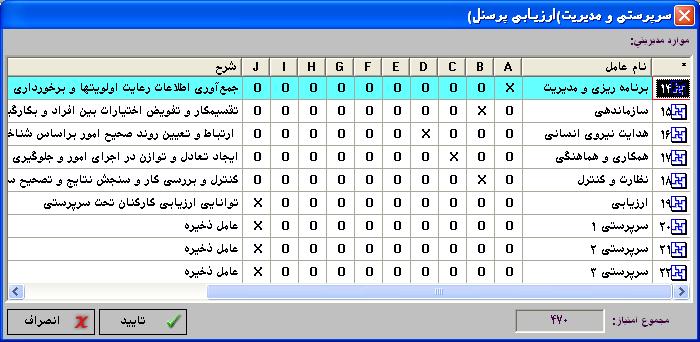 سرپرستی و مدیریت(ارزیابی پرسنل)
موارد مدیریتی:
* نام عامل A B C D E F G H I J شرح
۱۴ برنامه ریزی و مدیریت X 0 0 0 0 0 0 0 0 0 جمع‌آوری اطلاعات رعایت اولویتها و برخورداری
۱۵ سازماندهی 0 X 0 0 0 0 0 0 0 0 تقسیمکار و تفویض اختیارات بین افراد و بکارگیر
۱۶ هدایت نیروی انسانی 0 0 0 X 0 0 0 0 0 0 ارتباط و تعیین روند صحیح امور براساس شناخ
۱۷ همکاری و هماهنگی 0 0 X 0 0 0 0 0 0 0 ایجاد تعادل و توازن در اجرای امور و جلوگیری
۱۸ نظارت و کنترل 0 X 0 0 0 0 0 0 0 0 کنترل و بررسی کار و سنجش نتایج و تصحیح س
۱۹ ارزیابی 0 0 0 0 0 0 0 0 0 X توانایی ارزیابی کارکنان تحت سرپرستی
۲۰ سرپرستی ۱ 0 0 0 0 0 0 0 0 0 X عامل ذخیره
۲۱ سرپرستی ۲ 0 0 0 0 0 0 0 0 0 X عامل ذخیره
۲۲ سرپرستی ۳ 0 0 0 0 0 0 0 0 0 X عامل ذخیره
مجموع امتیاز: ۴۷۰
تایید
انصراف